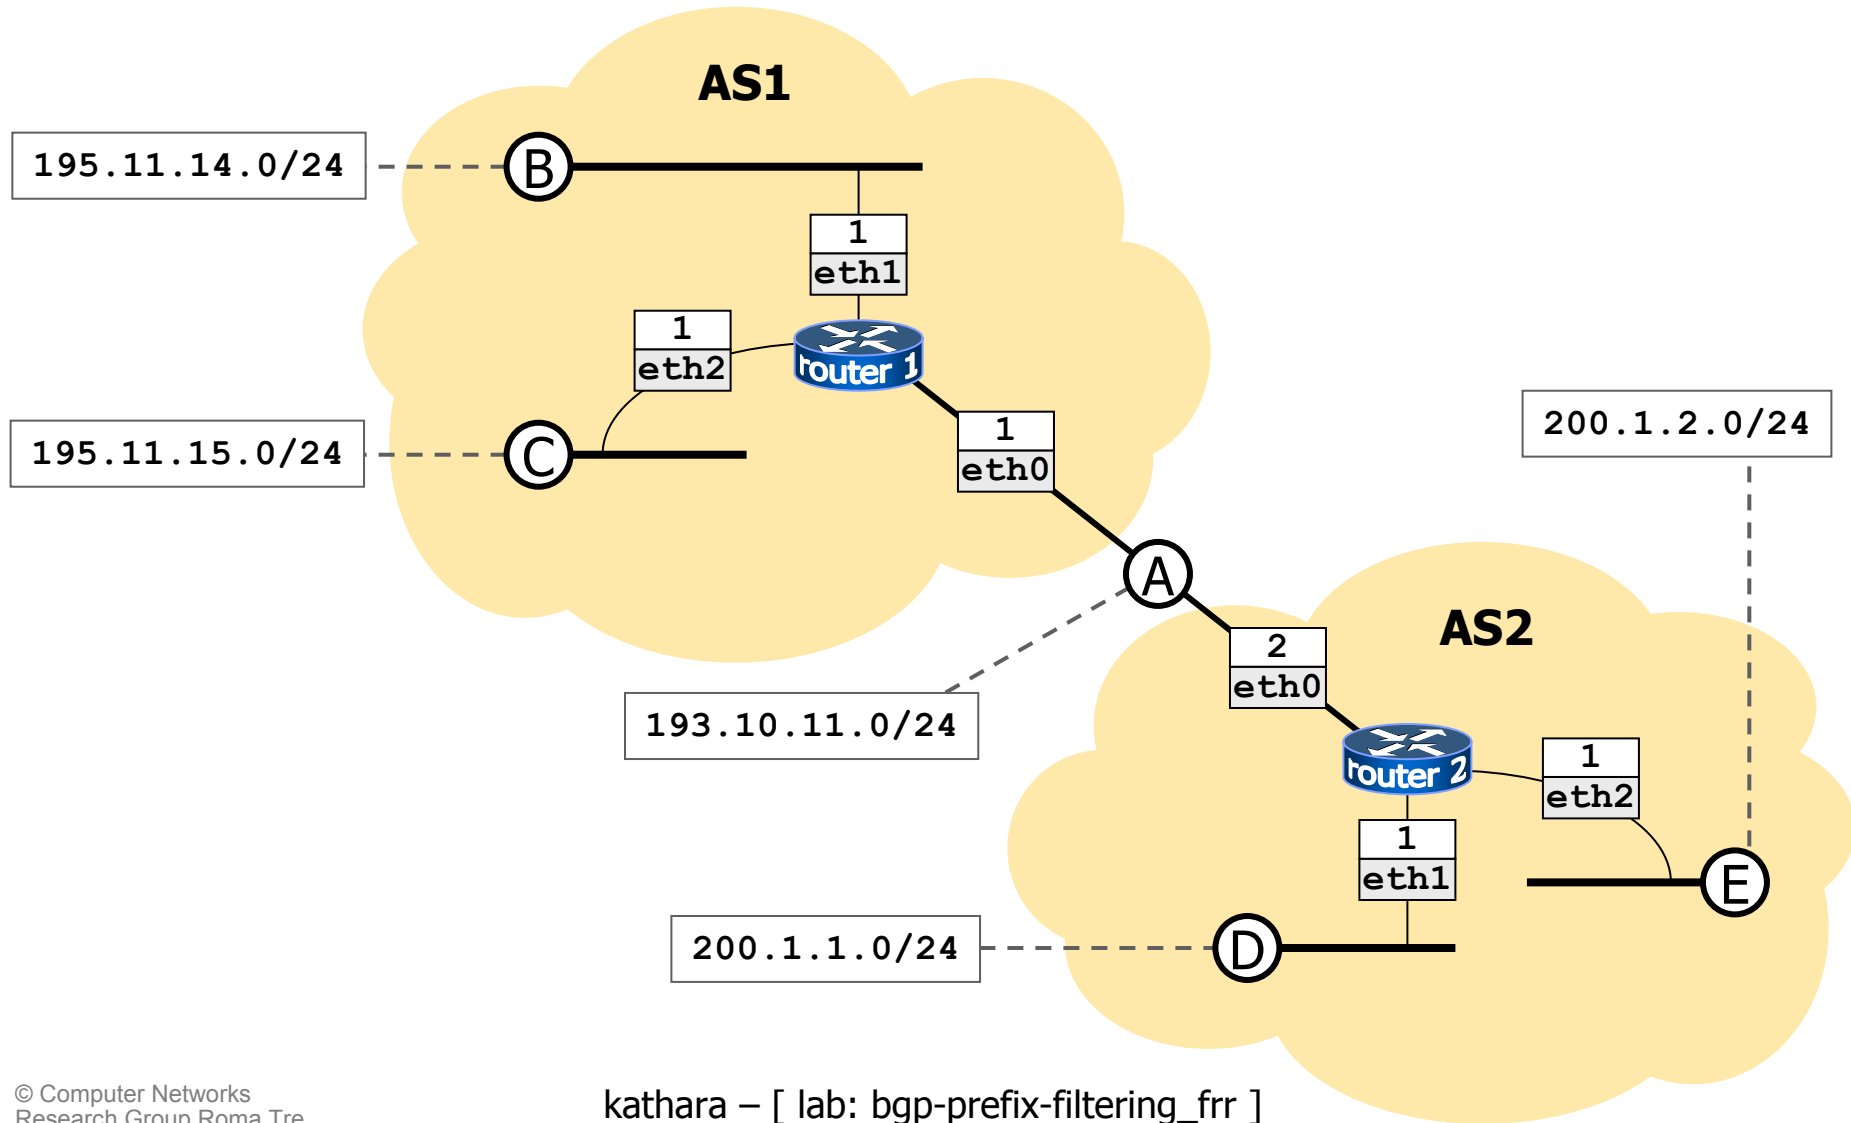 AS1
195.11.14.0/24
B
1
eth1
1
eth2
router 1
195.11.15.0/24
C
1
eth0
200.1.2.0/24
A
AS2
2
eth0
193.10.11.0/24
router 2
1
eth2
1
eth1
E
200.1.1.0/24
D
© Computer Networks
Research Group Roma Tre
kathara – [ lab: bgp-prefix-filtering_frr ]